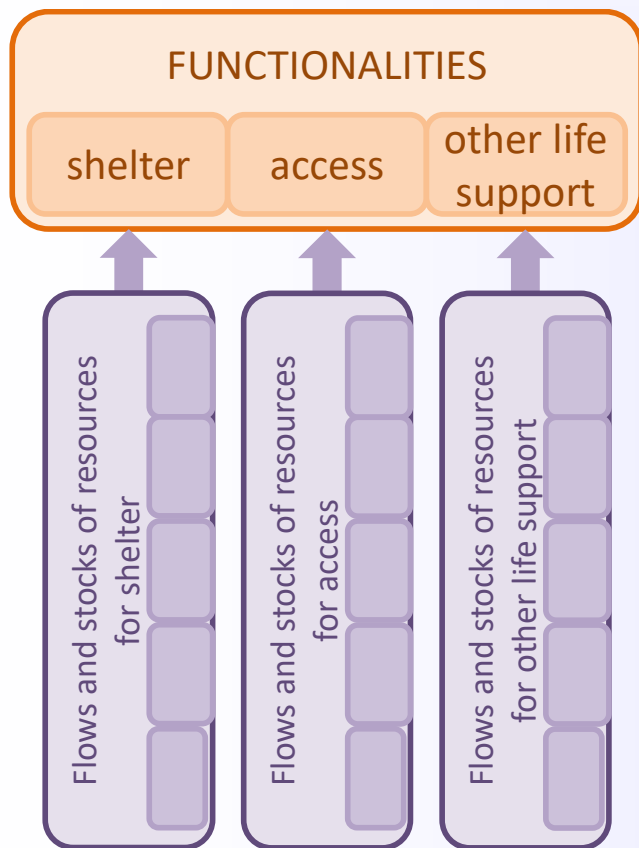 FUNCTIONALITIES
shelter
access
other life
support
Flows and stocks of resources
for shelter
Flows and stocks of resources
for access
Flows and stocks of resources
for other life support